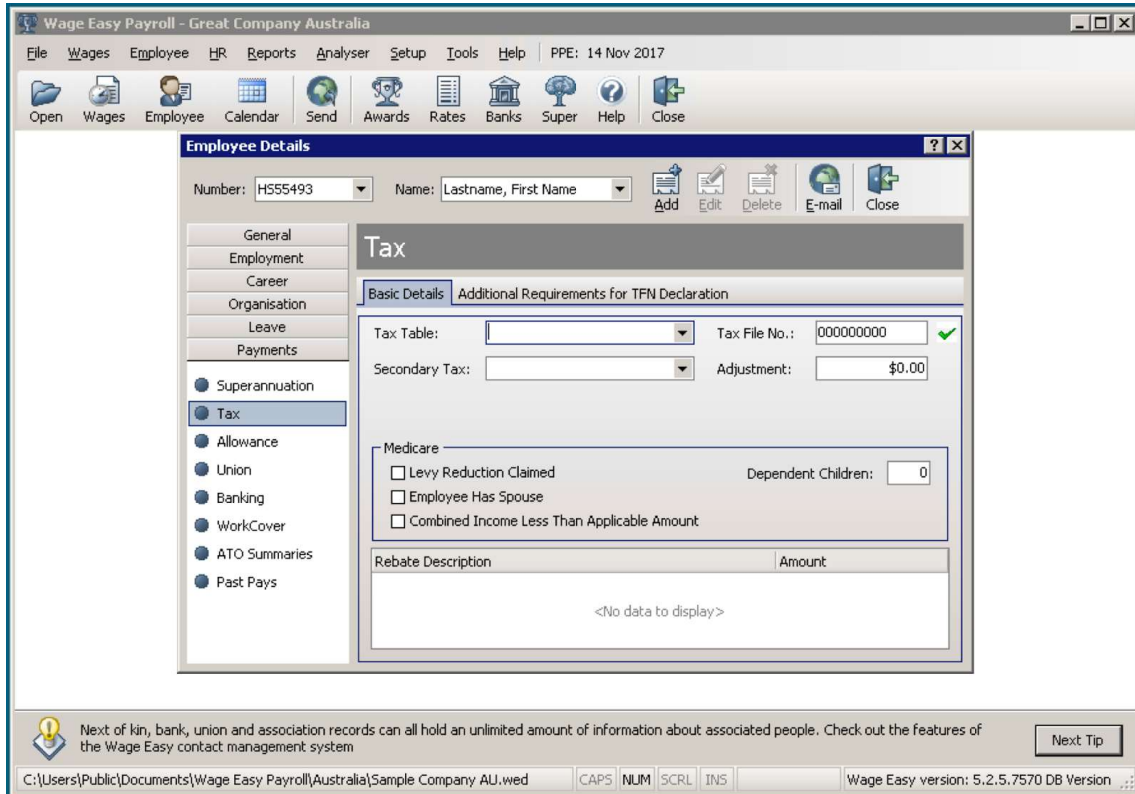 Wage Easy Payroll - Great Company Australia
File Wages Employee HR Reports Analyser Setup Tools Help PPE: 14 Nov 2017
Open Wages Employee Calendar Send Awards Rates Banks Super Help Close
Employee Details
Number: HS55493 Name: Lastname, First Name Add Edit Delete E-mail Close
General
Employment
Career
Organisation
Leave
Payments
Superannuation
Tax
Allowance
Union
Banking
WorkCover
ATO Summaries
Past Pays
Tax
Basic Details Additional Requirements for TFN Declaration
Tax Table: Tax File No.: 000000000
Secondary Tax: Adjustment: $0.00
Medicare
Levy Reduction Claimed Dependent Children: 0
Employee Has Spouse
Combined Income Less Than Applicable Amount
Rebate Description Amount
<No data to display>
Next of kin, bank, union and association records can all hold an unlimited amount of information about associated people. Check out the features of
the Wage Easy contact management system
Next Tip
C:\Users\Public\Documents\Wage Easy Payroll\Australia\Sample Company AU.wed CAPS NUM SCRL INS Wage Easy version: 5.2.5.7570 DB Version